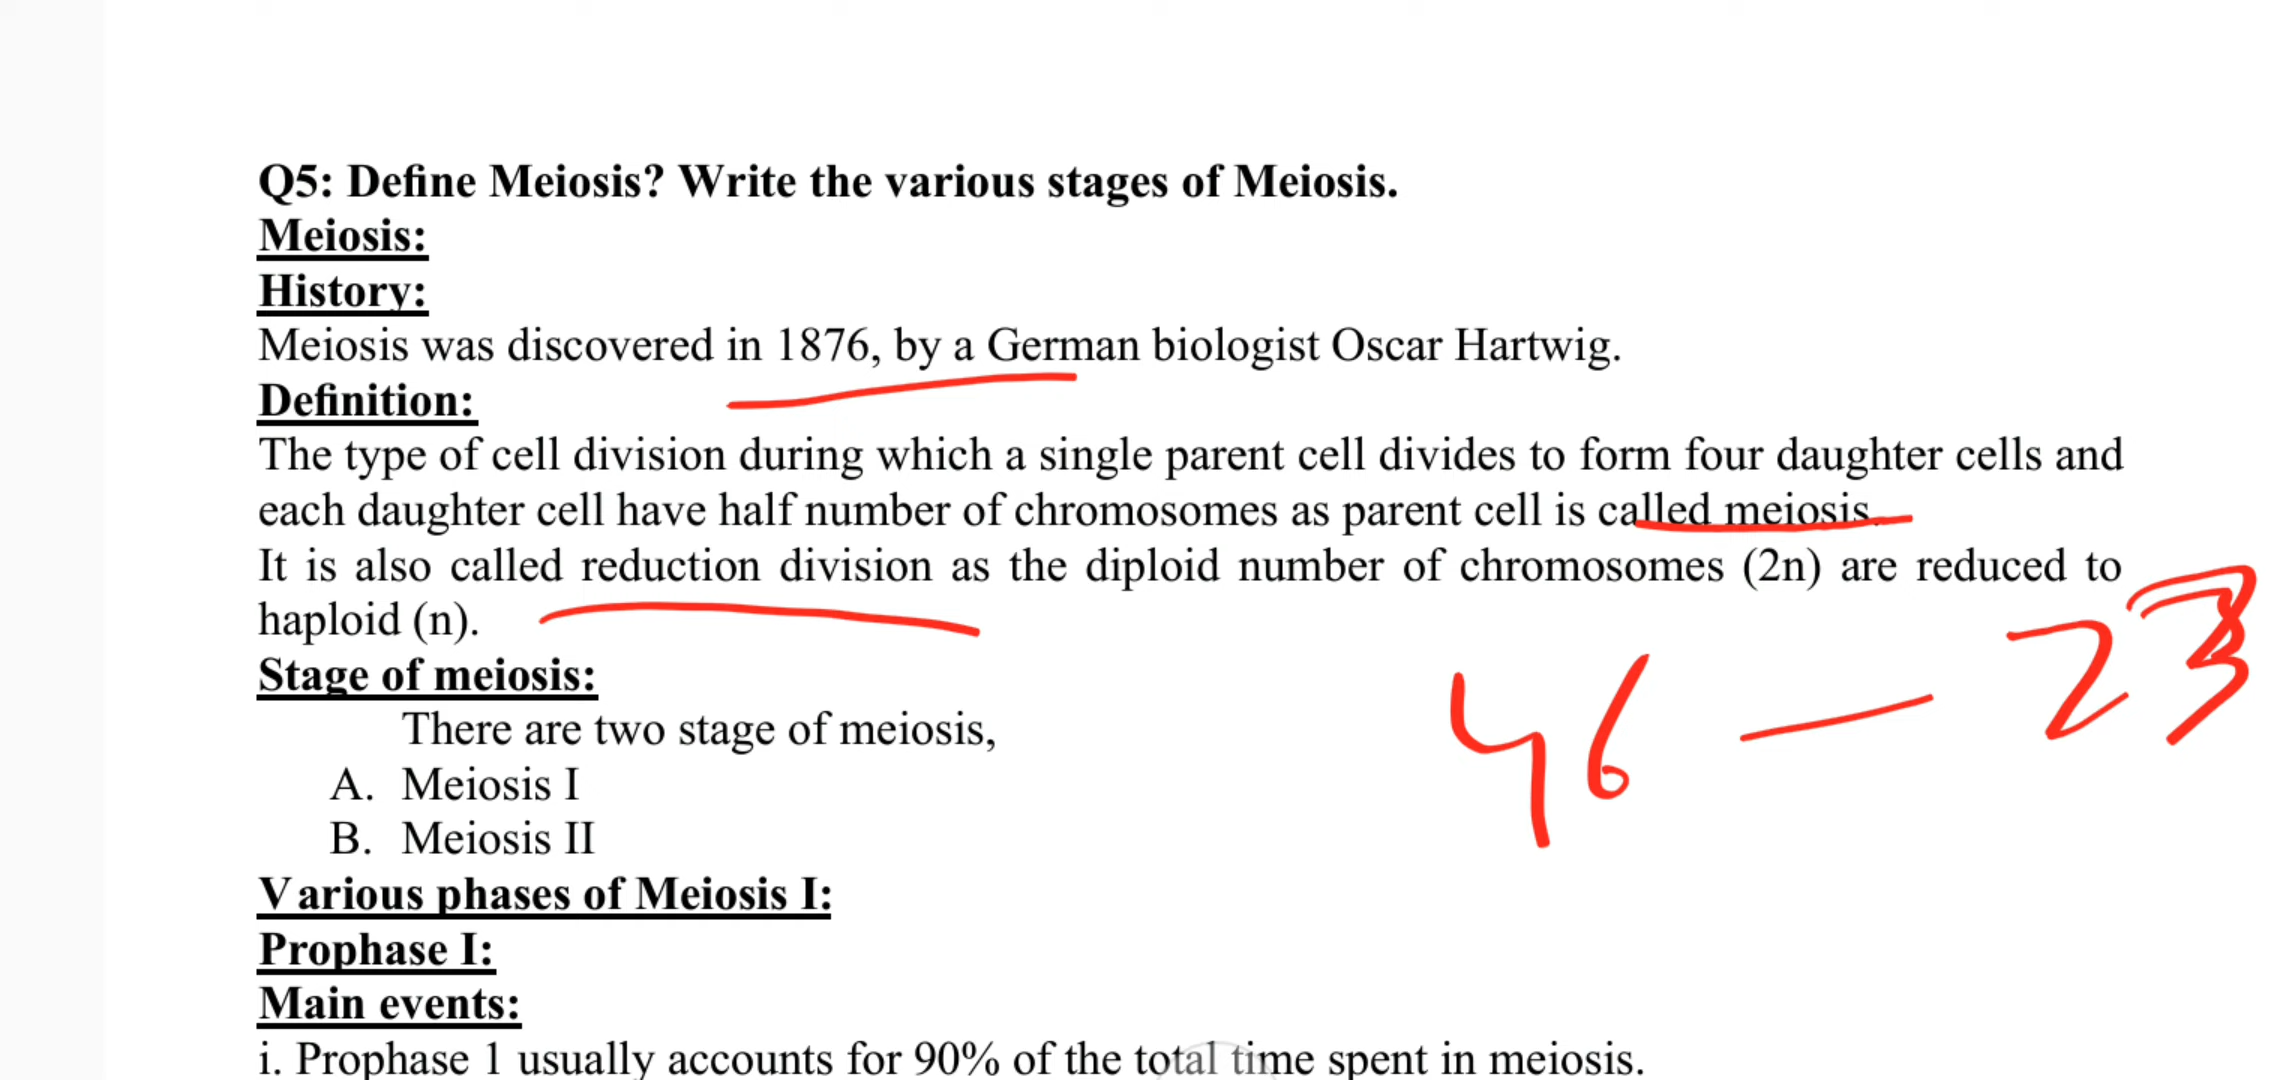 Q5: Define Meiosis? Write the various stages of Meiosis.
Meiosis:
History:
Meiosis was discovered in 1876, by a German biologist Oscar Hartwig.
Definition:
The type of cell division during which a single parent cell divides to form four daughter cells and
each daughter cell have half number of chromosomes as parent cell is called meiosis.
It is also called reduction division as the diploid number of chromosomes (2n) are reduced to
haploid (n).
Stage of meiosis:
There are two stage of meiosis,
A. Meiosis I
B. Meiosis II
46 — 23
Various phases of Meiosis I:
Prophase I:
Main events:
i. Prophase 1 usually accounts for 90% of the total time spent in meiosis.